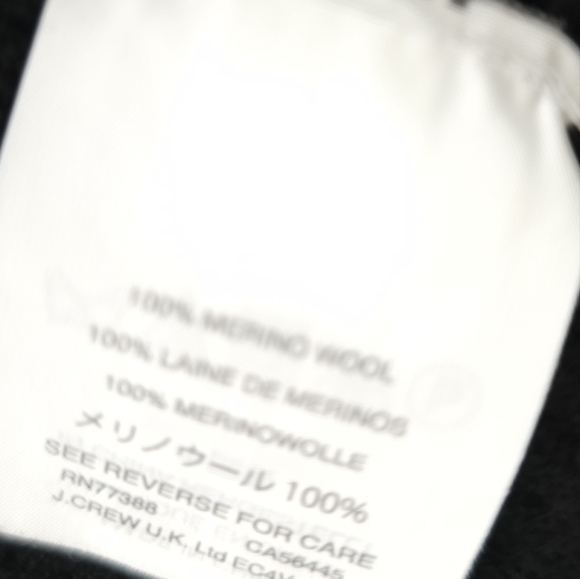 100% MERINO WOOL
100% LAINE DE MERINOS
100% MERINOWOLLE
メリノウール 100%
SEE REVERSE FOR CARE
RN77388 CA56445
J.CREW U.K. Ltd EC4V